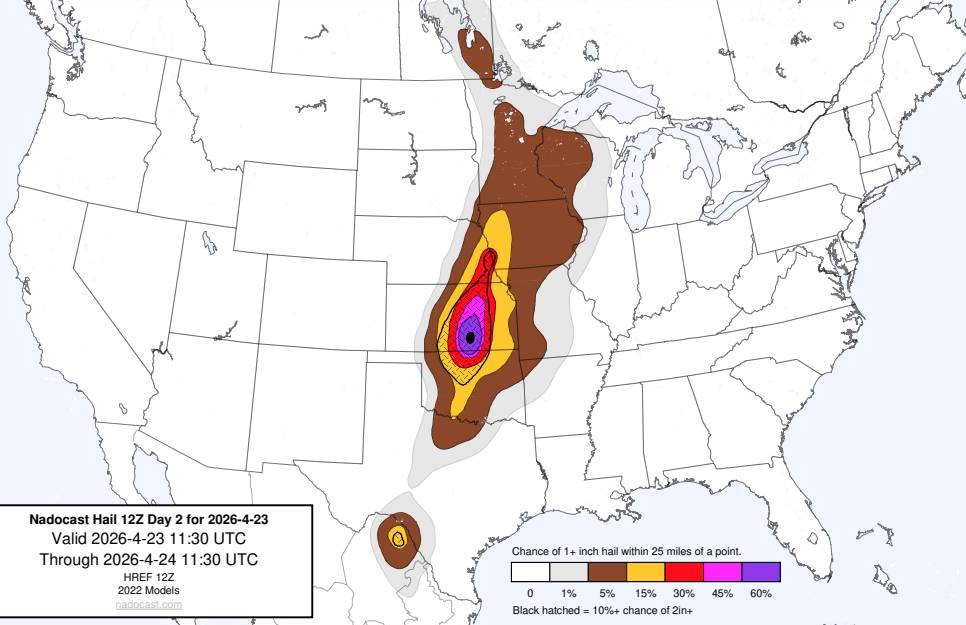 Nadocast Hail 12Z Day 2 for 2026-4-23
Valid 2026-4-23 11:30 UTC
Through 2026-4-24 11:30 UTC
HREF 12Z
2022 Models
nadocast.com
Chance of 1+ inch hail within 25 miles of a point.
0 1% 5% 15% 30% 45% 60%
Black hatched = 10%+ chance of 2in+